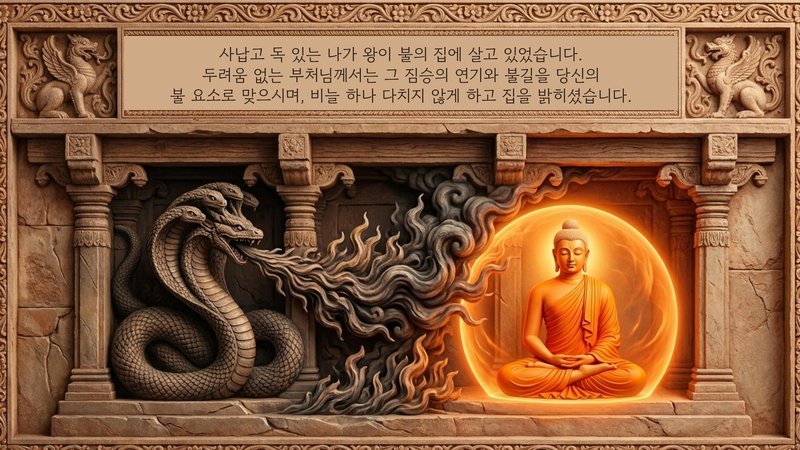 사납고 독 있는 나가 왕이 불의 집에 살고 있었습니다.
두려움 없는 부처님께서는 그 짐승의 연기와 불길을 당신의
불 요소로 맞으시며, 비늘 하나 다치지 않게 하고 집을 밝히셨습니다.